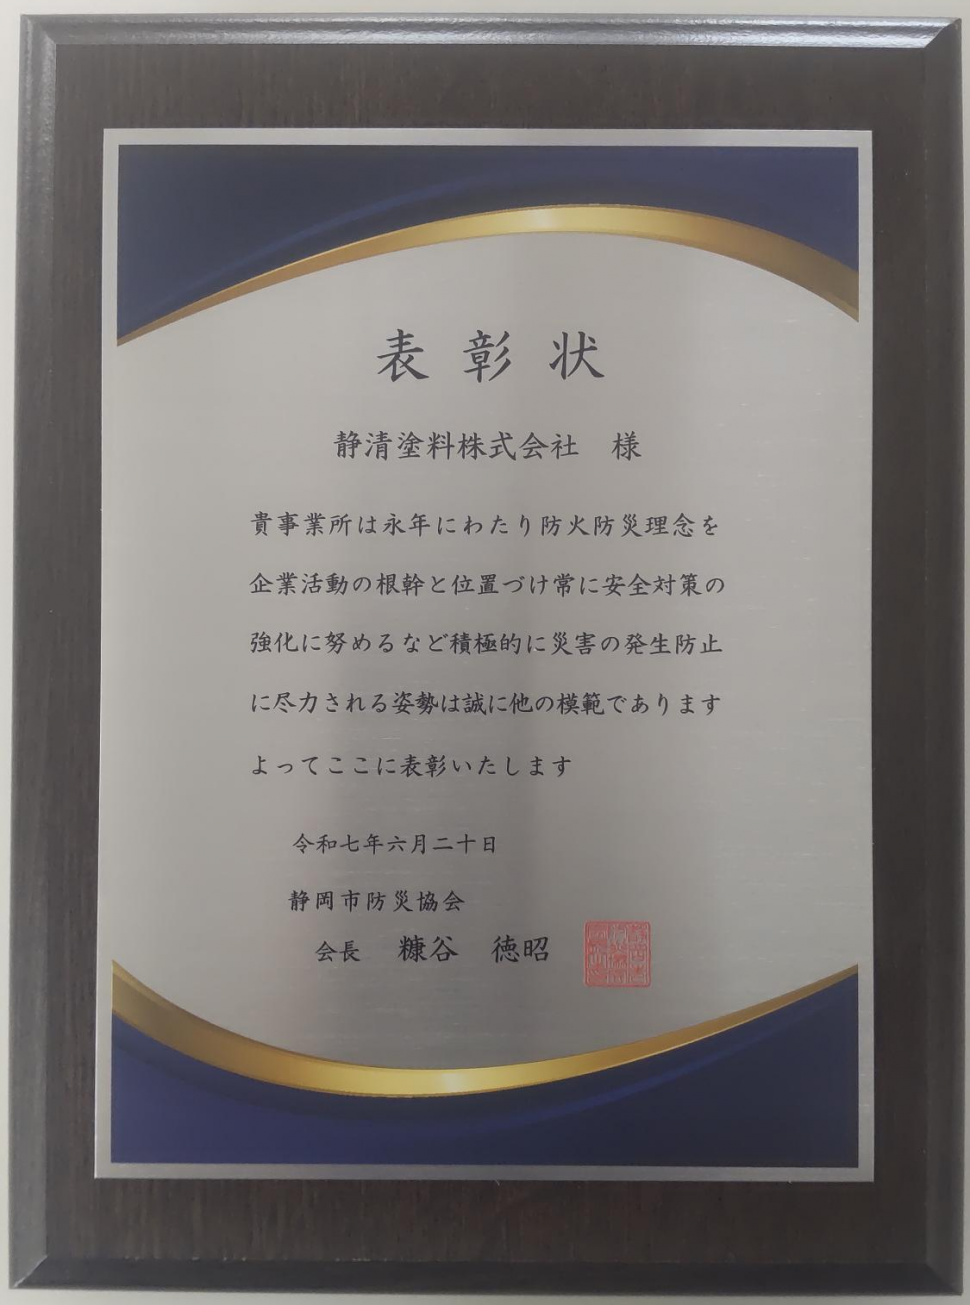 表彰状
静清塗料株式会社　様
貴事業所は永年にわたり防火防災理念を
企業活動の根幹と位置づけ常に安全対策の
強化に努めるなど積極的に災害の発生防止
に尽力される姿勢は誠に他の模範であります
よってここに表彰いたします
令和七年六月二十日
静岡市防災協会
会長　糠谷　徳昭